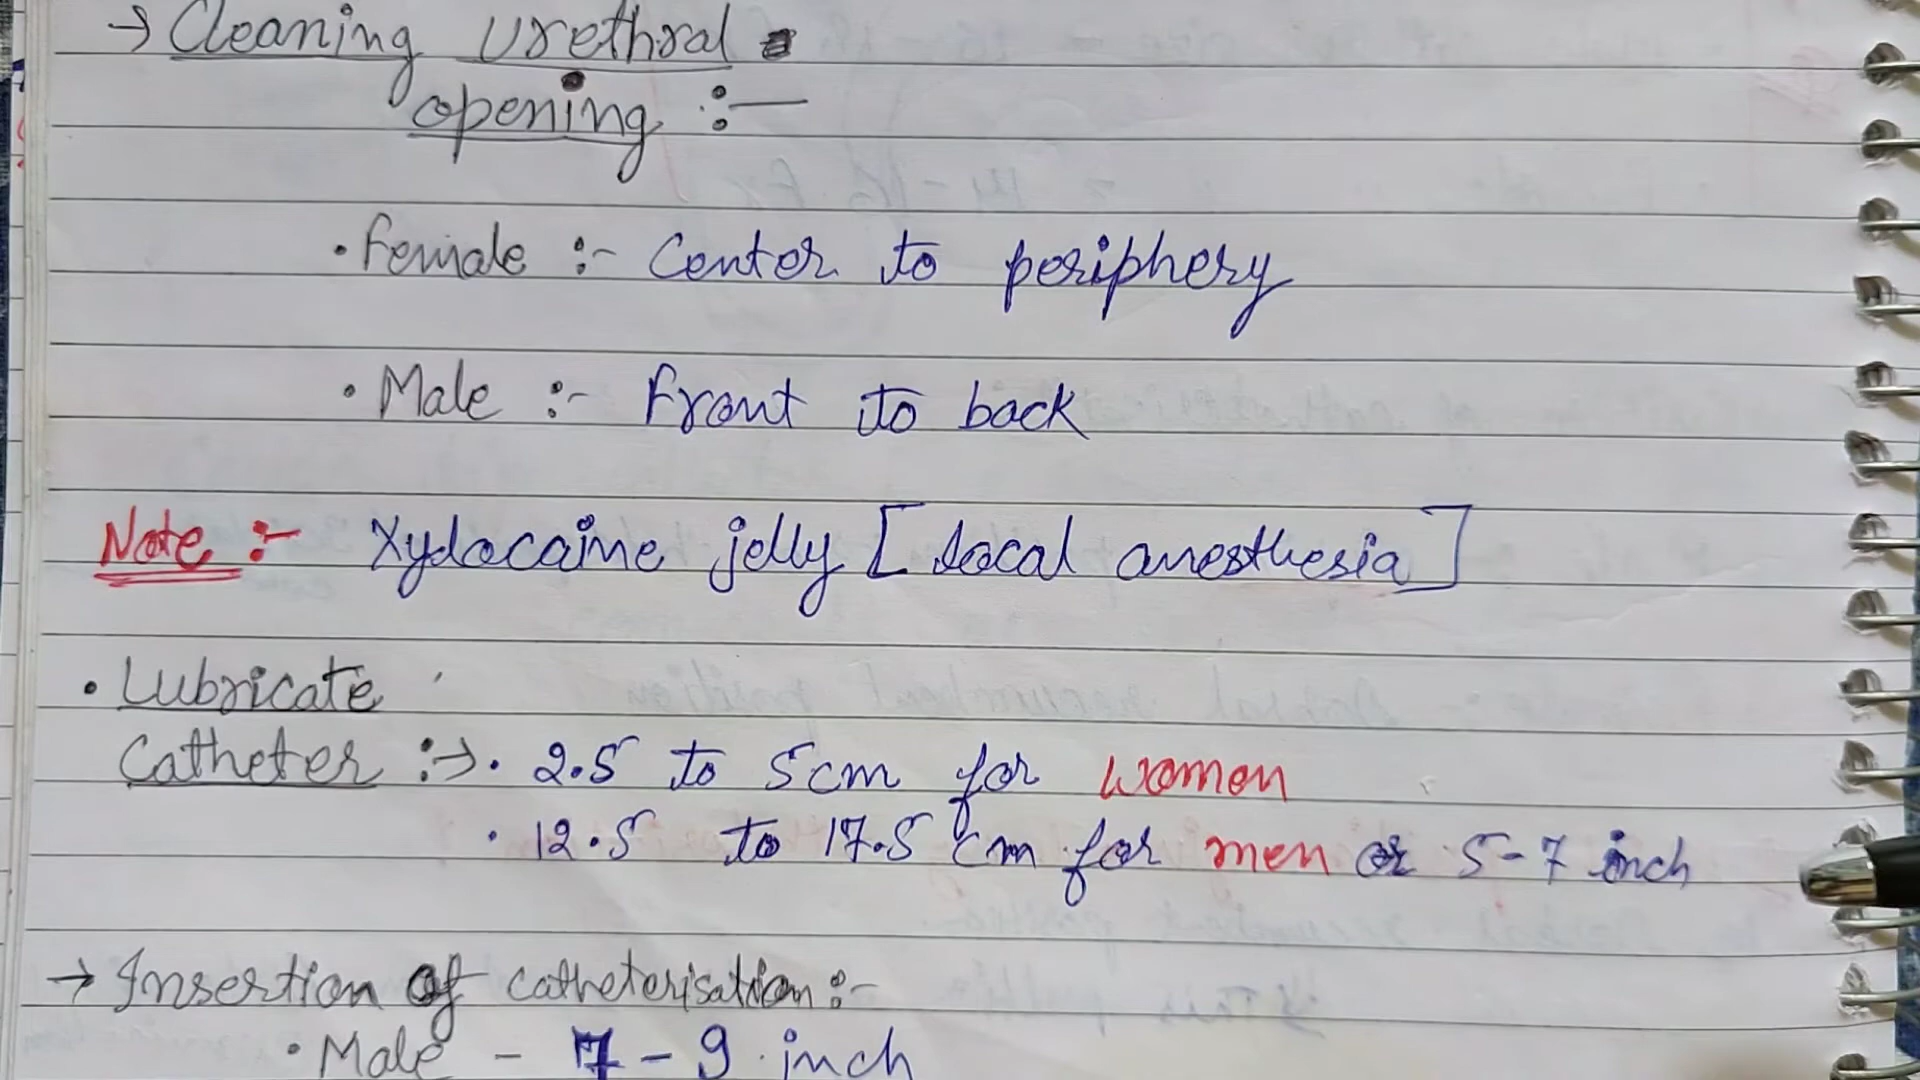 → Cleaning Urethral
opening :-
• Female :- Center to periphery
• Male :- Front to back
Note :- Xylocaine jelly [local anesthesia]
• Lubricate
Catheter :→ • 2.5 to 5cm for women
• 12.5 to 17.5 cm for men or 5-7 inch
→ Insertion of catheterisation :-
• Male - 7-9 inch